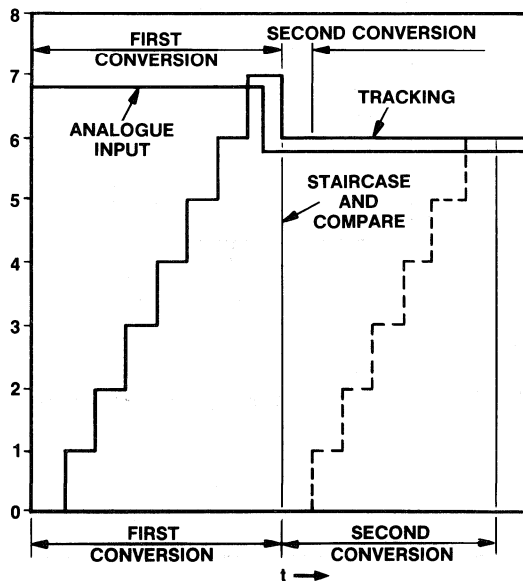 8
7
6
5
4
3
2
1
0
FIRST
CONVERSION
SECOND CONVERSION
ANALOGUE
INPUT
TRACKING
STAIRCASE
AND
COMPARE
FIRST
CONVERSION
SECOND
CONVERSION
t